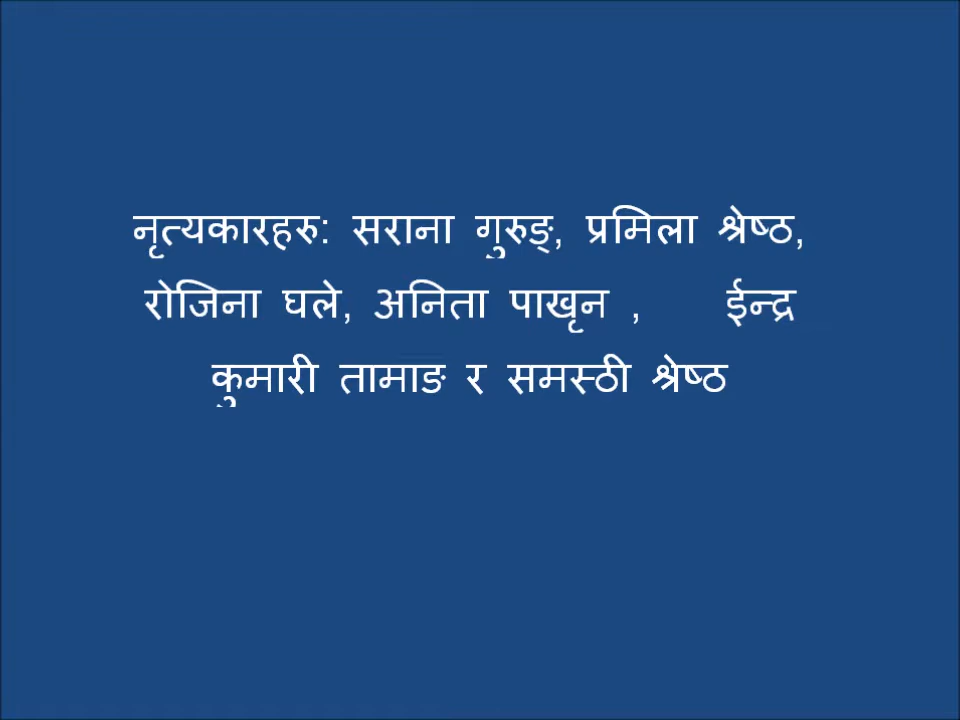 नृत्यकारहरु: सराना गुरुङ्, प्रमिला श्रेष्ठ,
रोजिना घले, अनिता पाखृन , ईन्द्र
कुमारी तामाङ र समस्ठी श्रेष्ठ